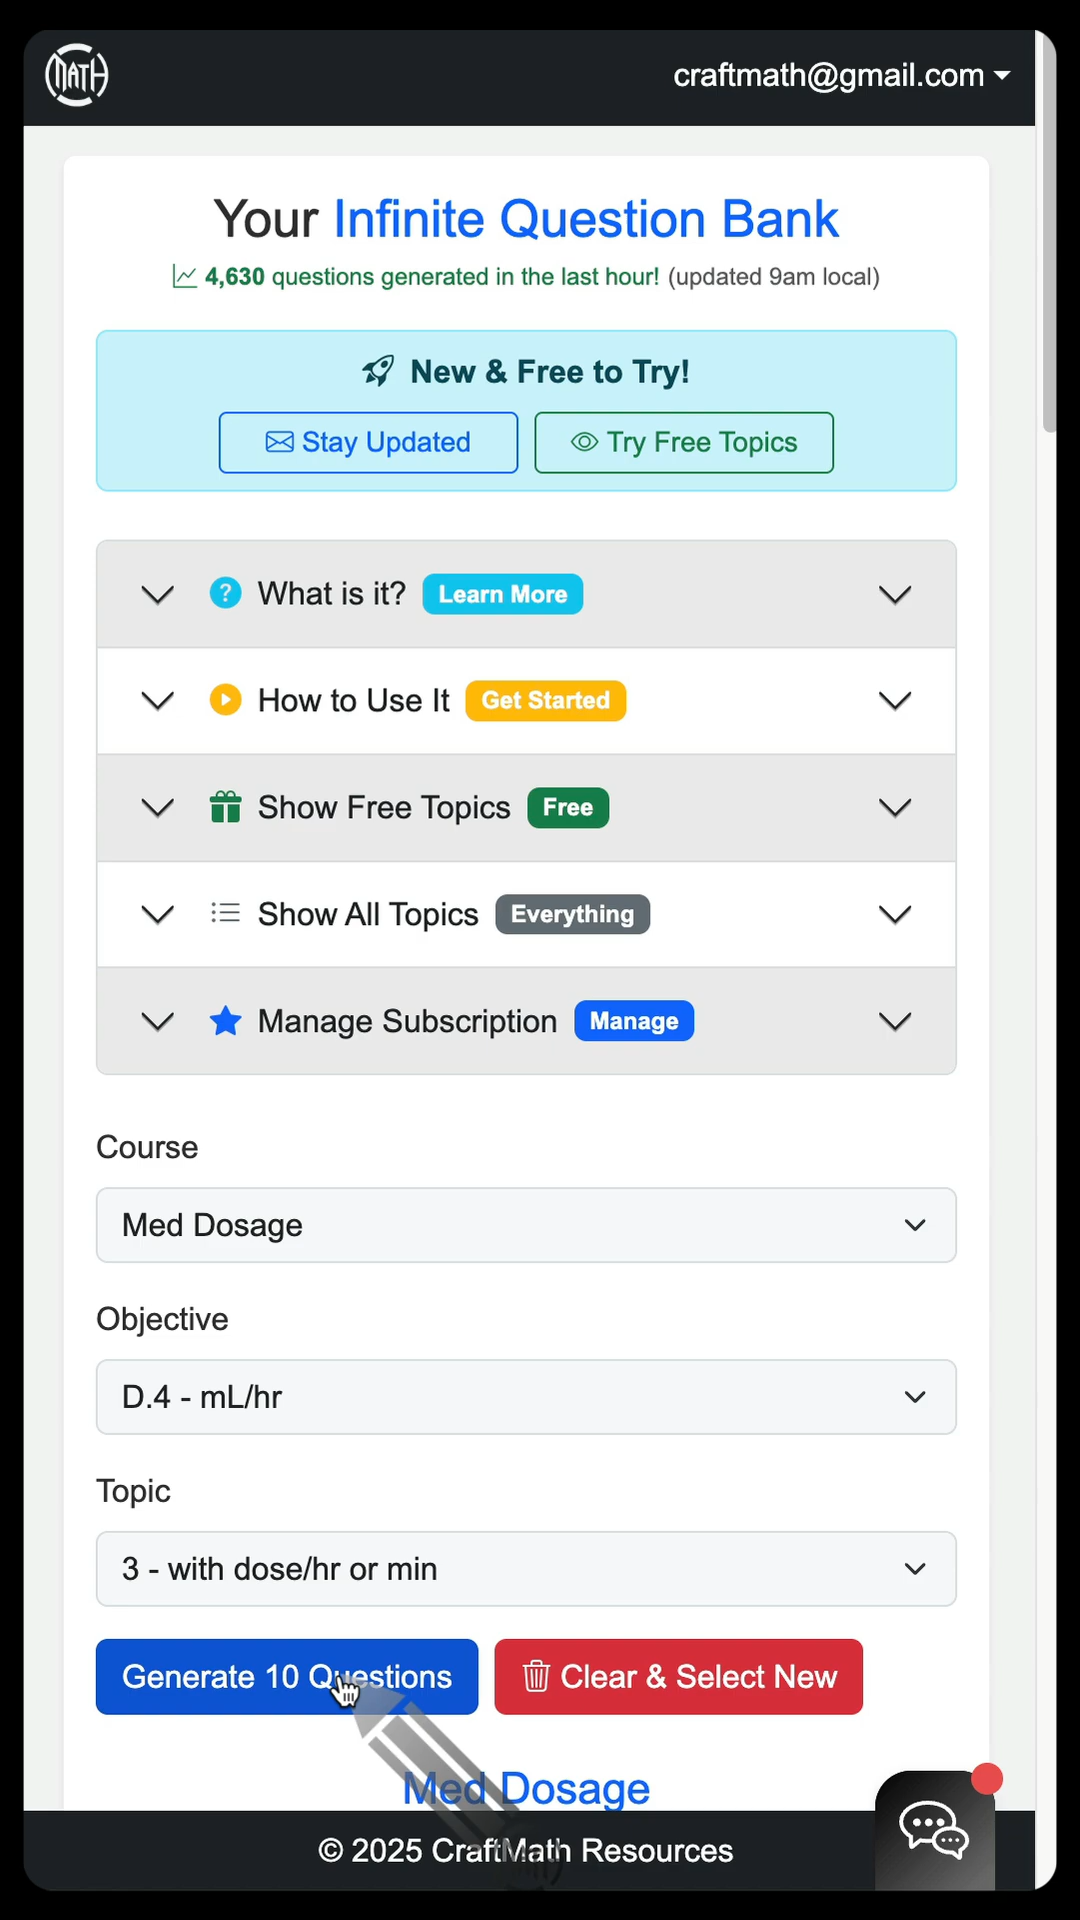 MATH
craftmath@gmail.com
Your Infinite Question Bank
4,630 questions generated in the last hour! (updated 9am local)
New & Free to Try!
Stay Updated
Try Free Topics
What is it? Learn More
How to Use It Get Started
Show Free Topics Free
Show All Topics Everything
Manage Subscription Manage
Course
Med Dosage
Objective
D.4 - mL/hr
Topic
3 - with dose/hr or min
Generate 10 Questions
Clear & Select New
Med Dosage
© 2025 CraftMath Resources